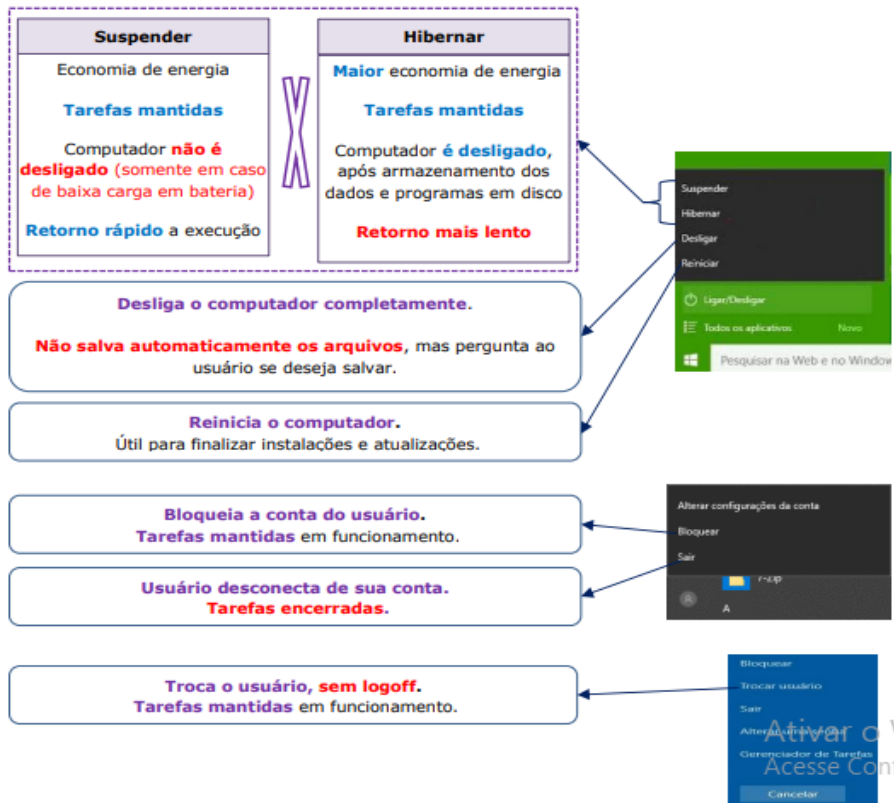 Suspender
Economia de energia
Tarefas mantidas
Computador não é
desligado (somente em caso
de baixa carga em bateria)
Retorno rápido a execução
Hibernar
Maior economia de energia
Tarefas mantidas
Computador é desligado,
após armazenamento dos
dados e programas em disco
Retorno mais lento
Suspender
Hibernar
Desligar
Reiniciar
Ligar/Desligar
Todos os aplicativos Novo
Pesquisar na Web e no Window
Desliga o computador completamente.
Não salva automaticamente os arquivos, mas pergunta ao
usuário se deseja salvar.
Reinicia o computador.
Útil para finalizar instalações e atualizações.
Bloqueia a conta do usuário.
Tarefas mantidas em funcionamento.
Usuário desconecta de sua conta.
Tarefas encerradas.
Alterar configurações da conta
Bloquear
Sair
7-Zip
A
Troca o usuário, sem logoff.
Tarefas mantidas em funcionamento.
Bloquear
Trocar usuário
Sair
Alterar uma senha
Gerenciador de Tarefas
Cancelar
Ativar o
Acesse Con